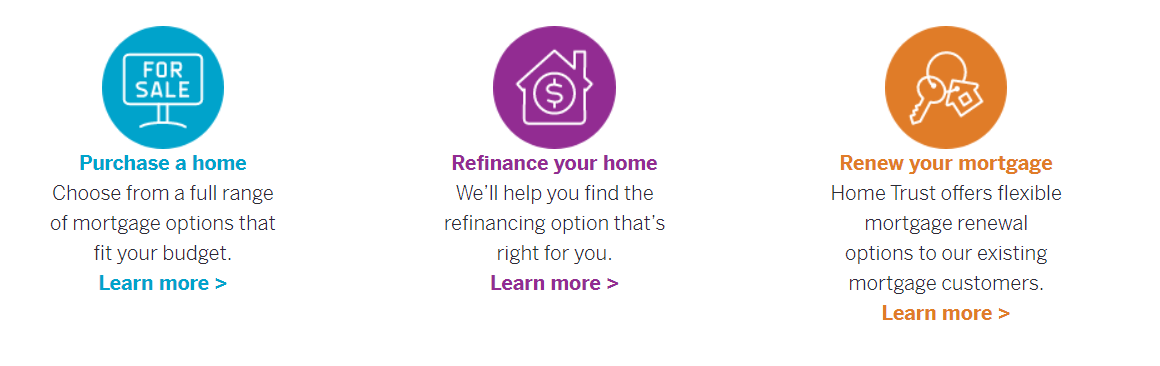 FOR
SALE
Purchase a home
Choose from a full range
of mortgage options that
fit your budget.
Learn more >
Refinance your home
We'll help you find the
refinancing option that's
right for you.
Learn more >
Renew your mortgage
Home Trust offers flexible
mortgage renewal
options to our existing
mortgage customers.
Learn more >